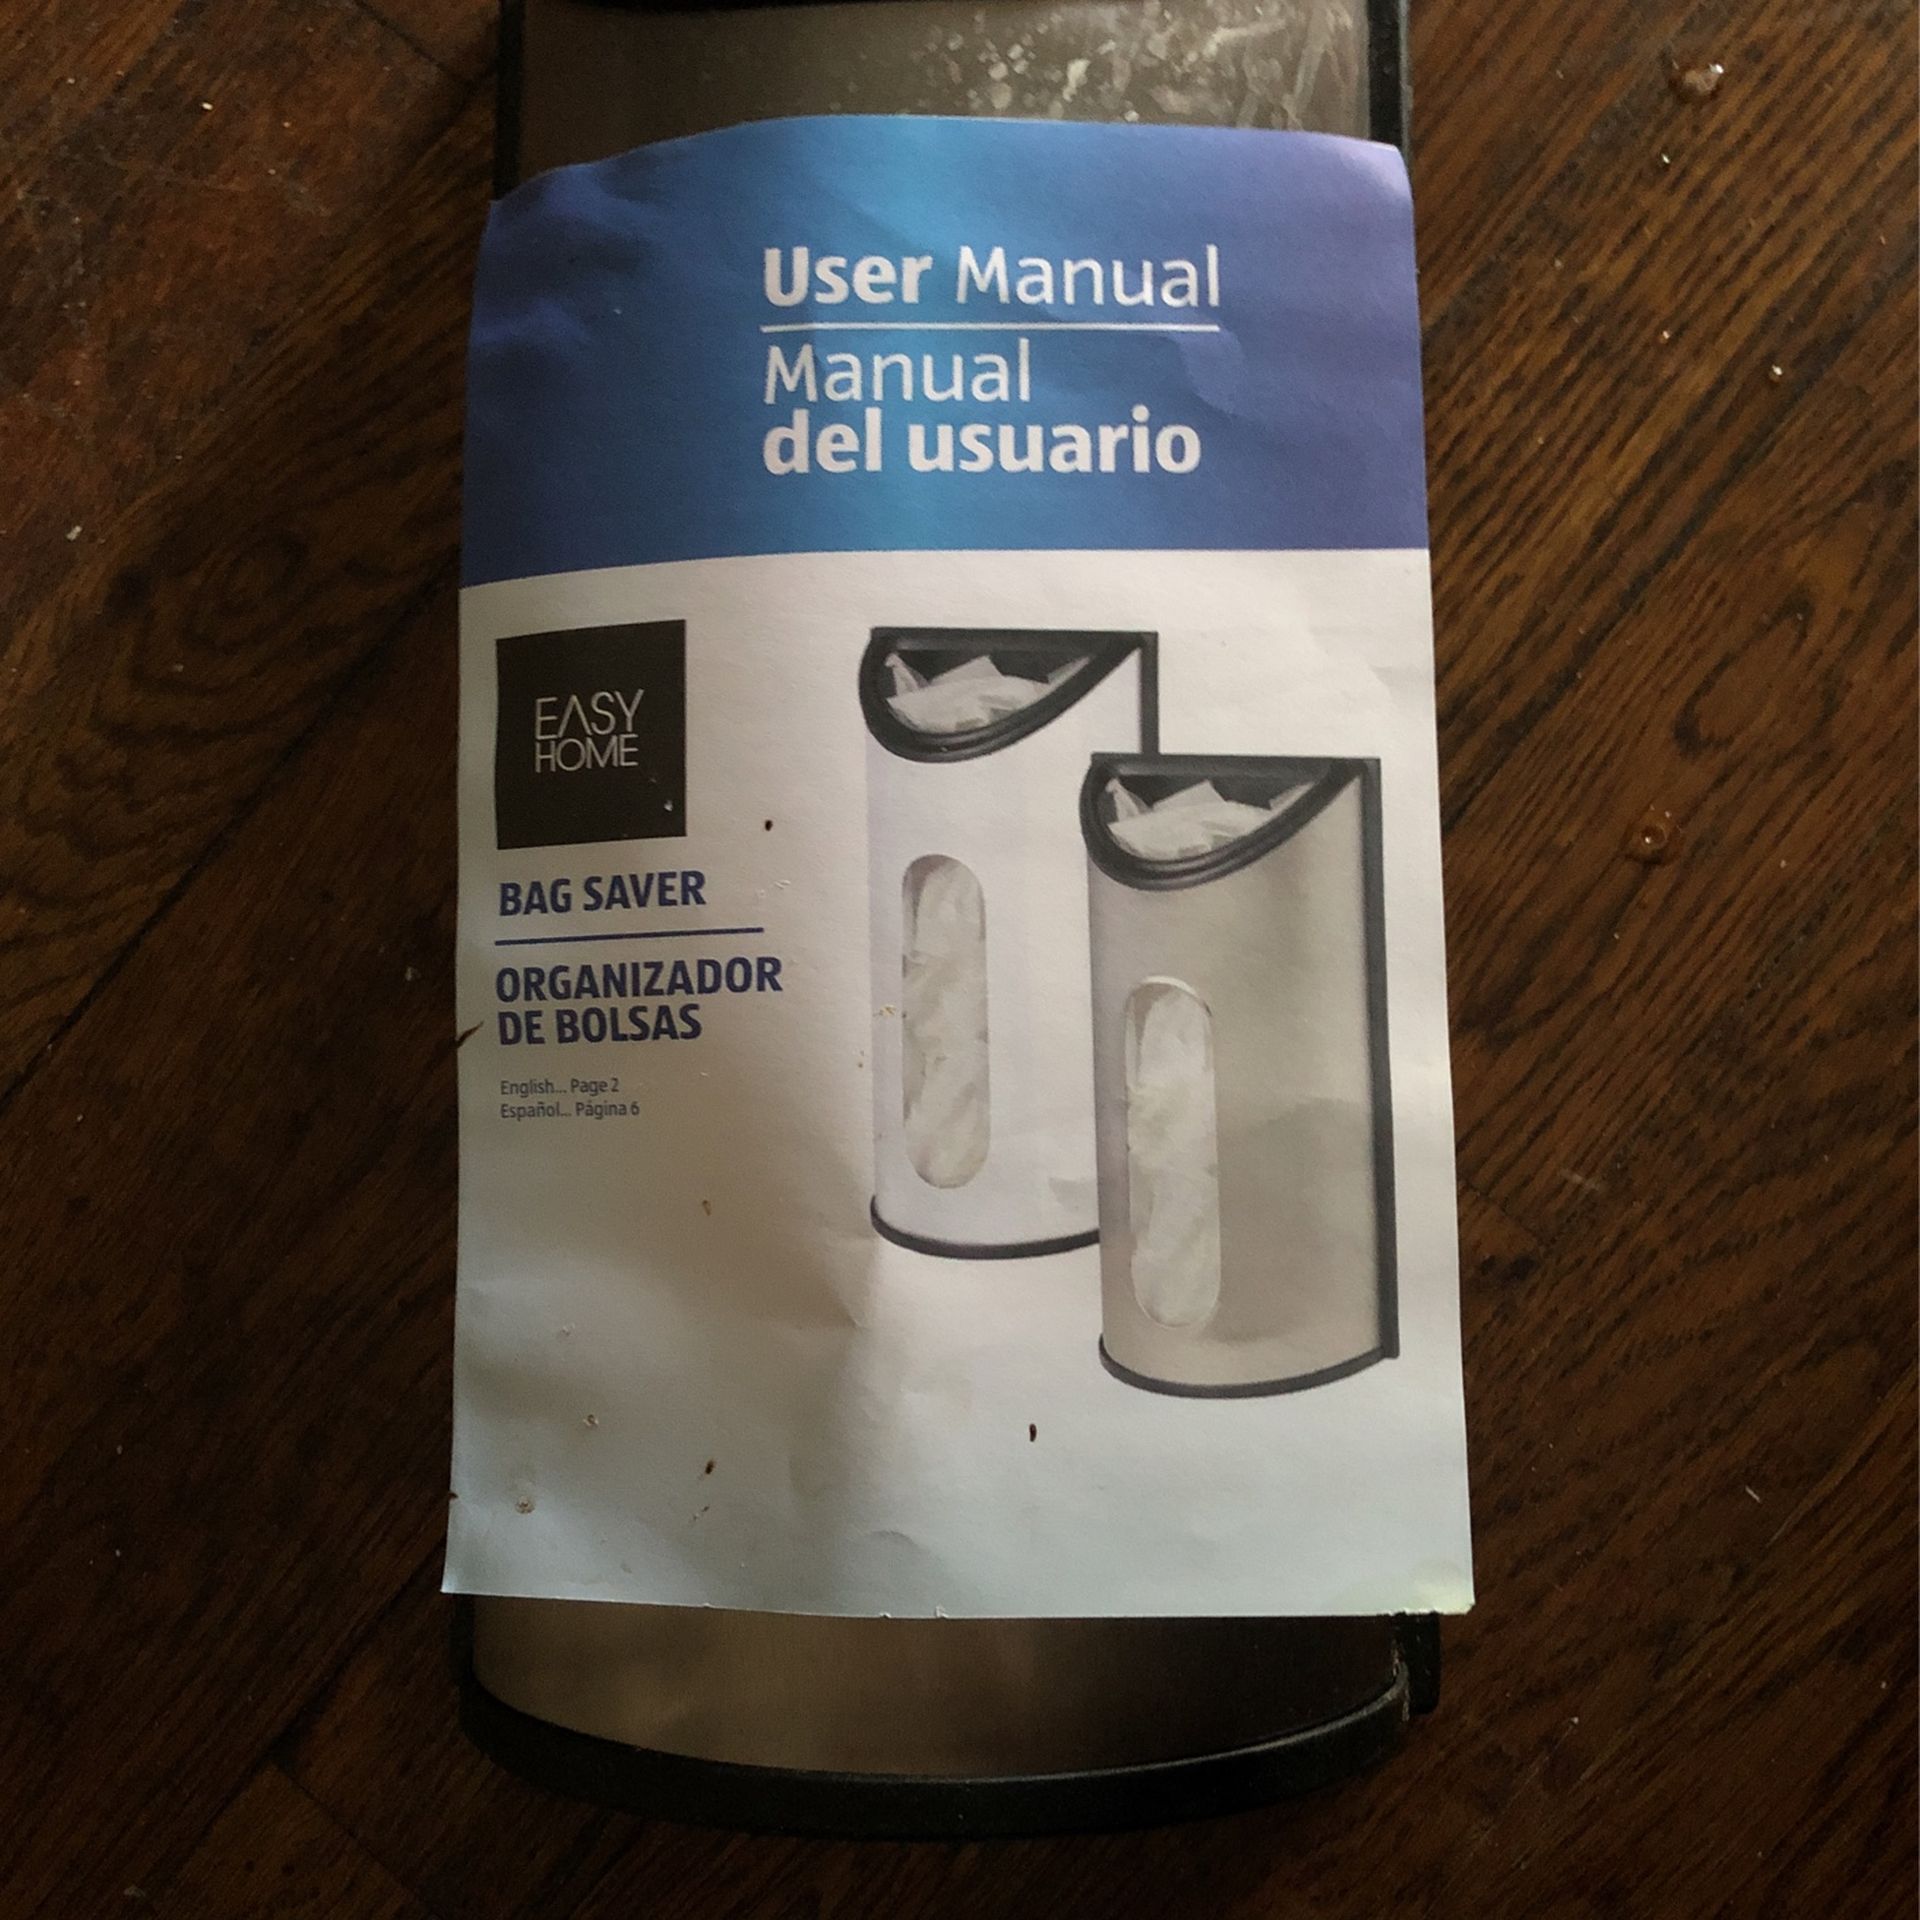 User Manual
Manual
del usuario
EASY
HOME
BAG SAVER
ORGANIZADOR
DE BOLSAS
English... Page 2
Español... Página 6